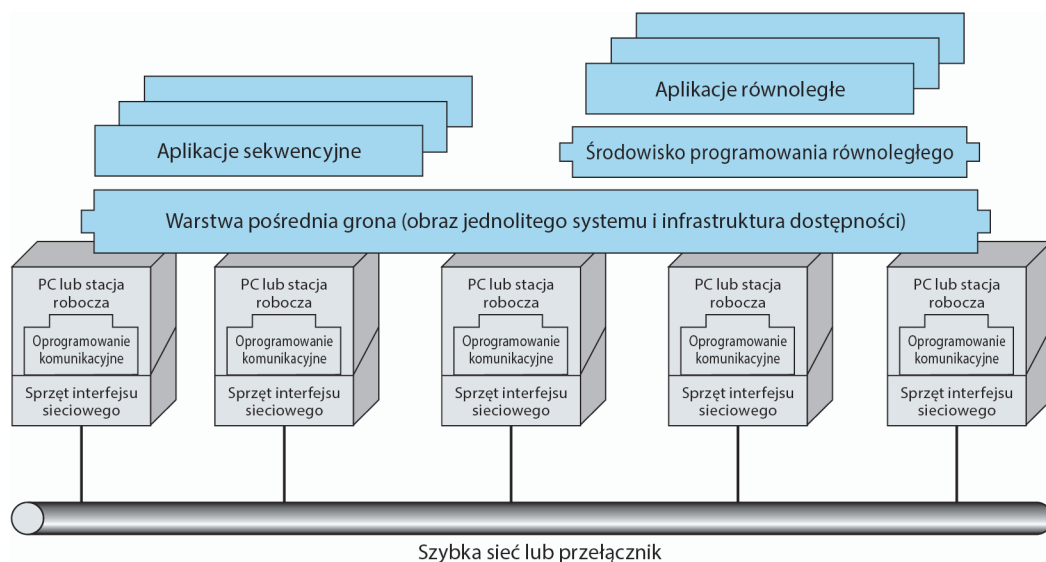 Aplikacje równoległe
Aplikacje sekwencyjne
Środowisko programowania równoległego
Warstwa pośrednia grona (obraz jednolitego systemu i infrastruktura dostępności)
PC lub stacja
robocza
Oprogramowanie
komunikacyjne
Sprzęt interfejsu
sieciowego
PC lub stacja
robocza
Oprogramowanie
komunikacyjne
Sprzęt interfejsu
sieciowego
PC lub stacja
robocza
Oprogramowanie
komunikacyjne
Sprzęt interfejsu
sieciowego
PC lub stacja
robocza
Oprogramowanie
komunikacyjne
Sprzęt interfejsu
sieciowego
PC lub stacja
robocza
Oprogramowanie
komunikacyjne
Sprzęt interfejsu
sieciowego
Szybka sieć lub przełącznik